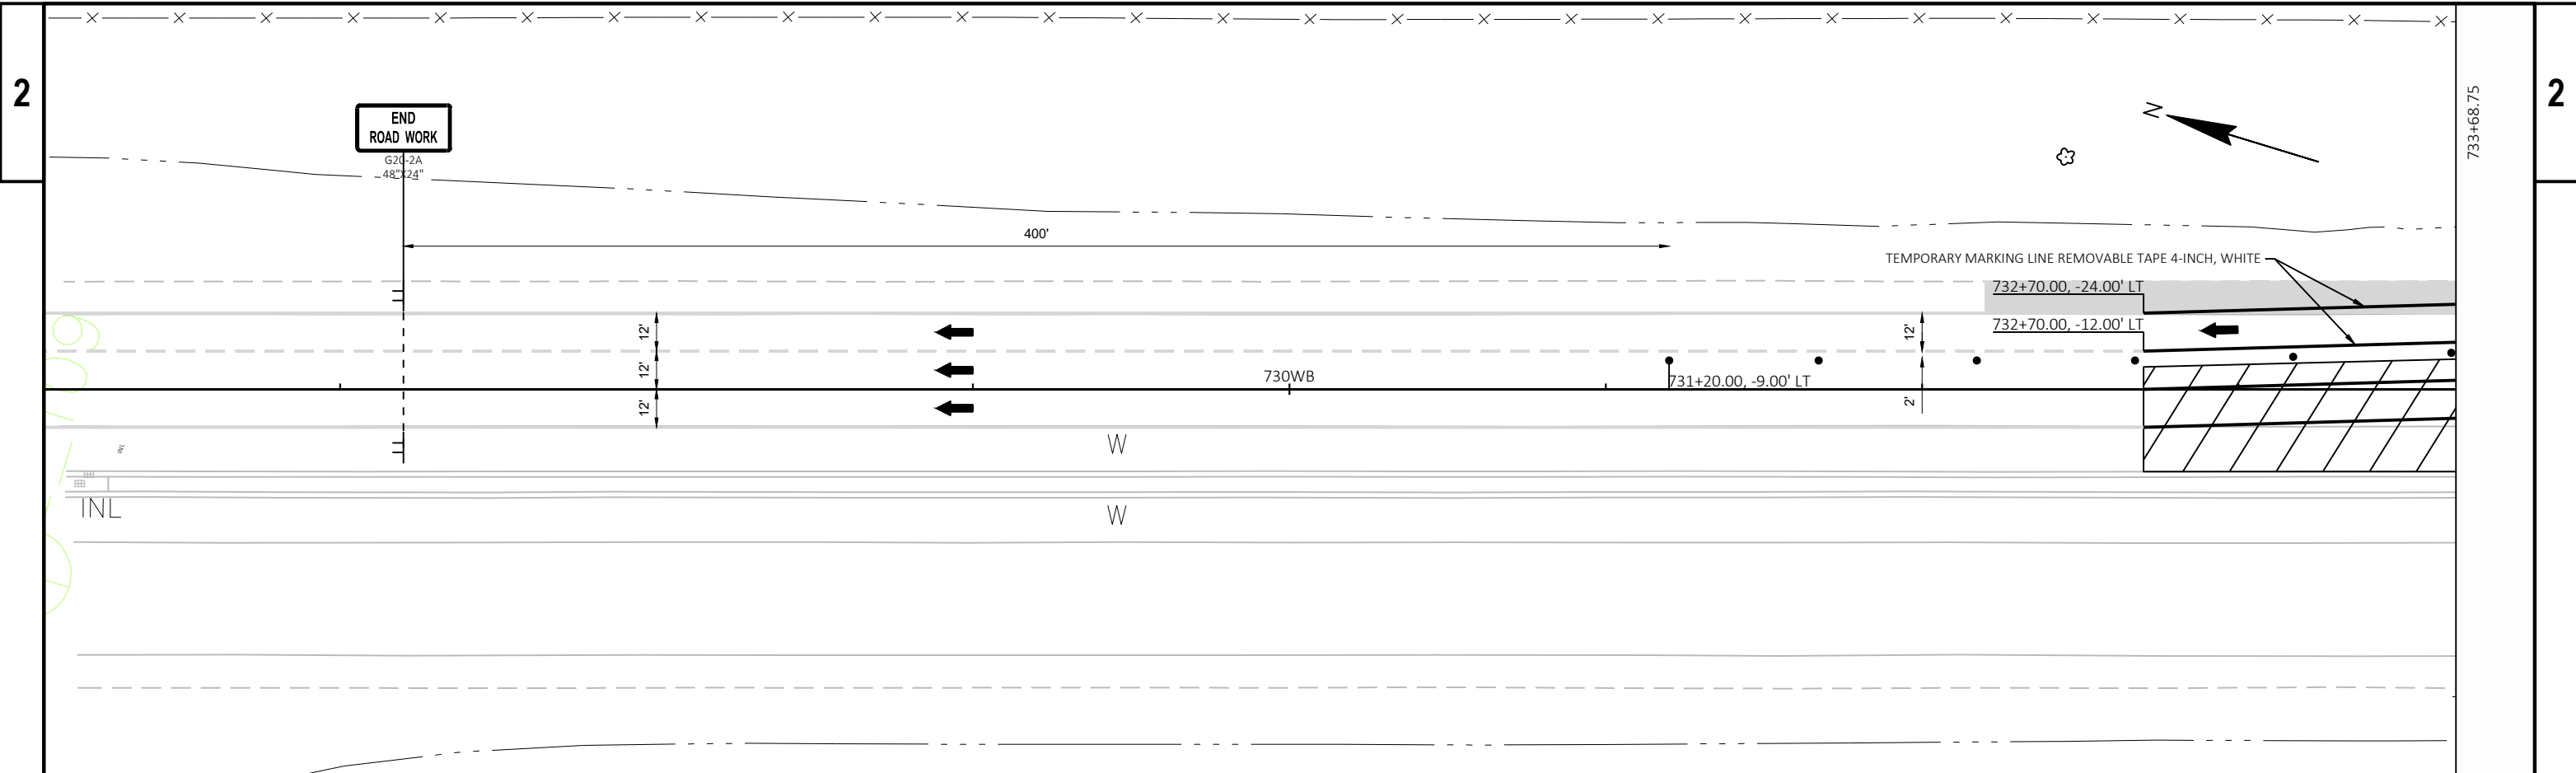 2
2
733+68.75
END
ROAD WORK
G20-2A
48"X24"
N
400'
TEMPORARY MARKING LINE REMOVABLE TAPE 4-INCH, WHITE
732+70.00, -24.00' LT
732+70.00, -12.00' LT
12'
12'
12'
12'
2'
730WB
731+20.00, -9.00' LT
W
INL
INL
W